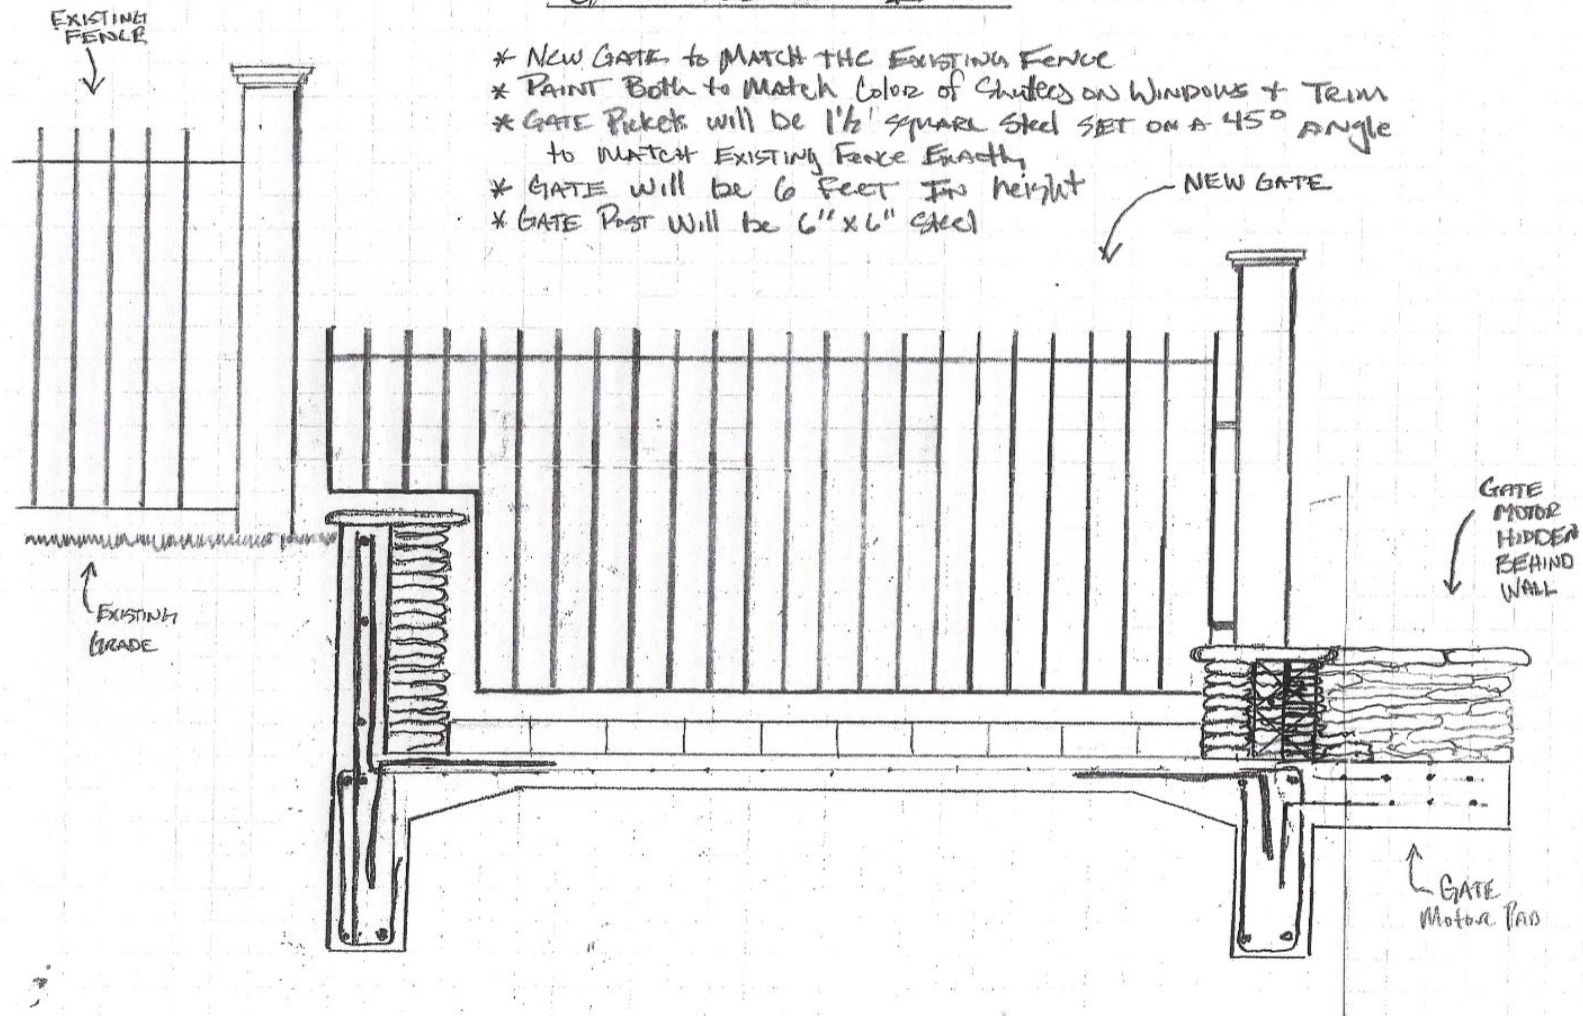 EXISTING
FENCE
* NEW GATE to MATCH THE EXISTING FENCE
* PAINT Both to MATCH Color of Shutters ON WINDOWS + TRIM
* GATE Pickets will be 1½" SQUARE Steel SET ON A 45° ANGLE
to MATCH EXISTING FENCE EXACTLY
* GATE will be 6 FEET IN height
* GATE POST Will be 6" x 6" Steel
NEW GATE
GATE
MOTOR
HIDDEN
BEHIND
WALL
EXISTING
GRADE
GATE
Motor PAD